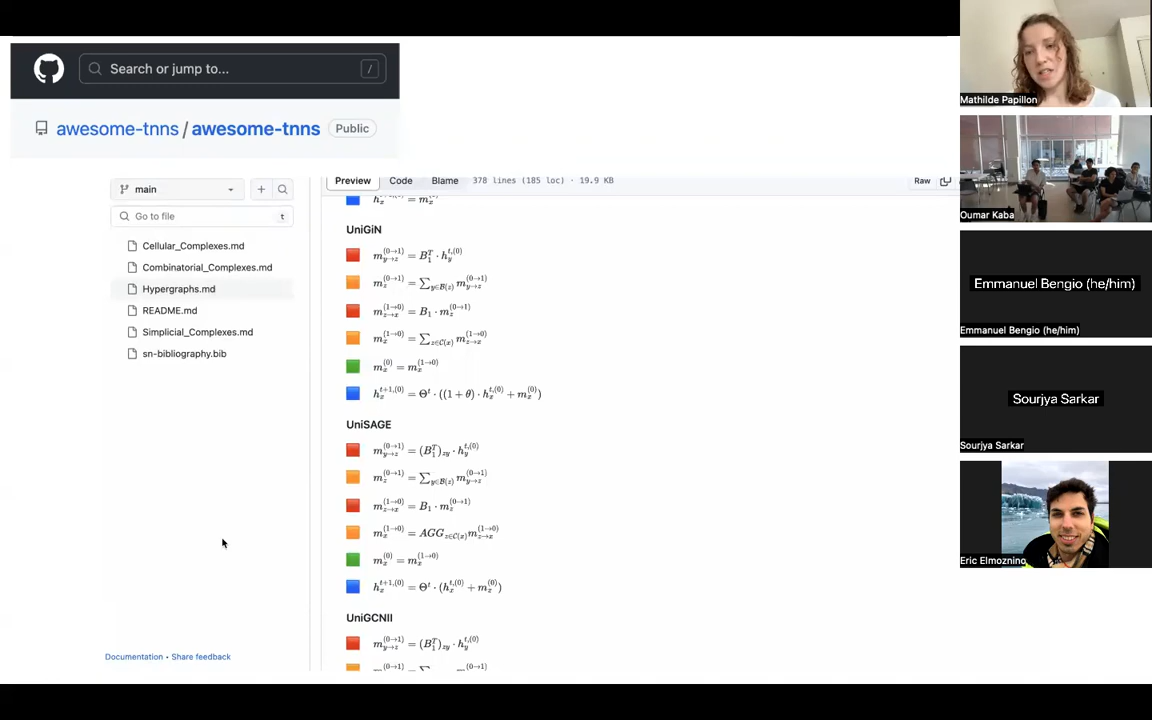 Search or jump to... /
awesome-tnns / awesome-tnns Public
main
Go to file t
Cellular_Complexes.md
Combinatorial_Complexes.md
Hypergraphs.md
README.md
Simplicial_Complexes.md
sn-bibliography.bib
Documentation • Share feedback
Preview Code Blame 378 lines (185 loc) · 19.9 KB Raw
h_x^{t+1,(0)} = m_x^{(0)}
UniGIN
m_{y→z}^{(0→1)} = B_1^T · h_y^{t,(0)}
m_z^{(0→1)} = ∑_{y∈B(z)} m_{y→z}^{(0→1)}
m_{z→x}^{(1→0)} = B_1 · m_z^{(0→1)}
m_x^{(1→0)} = ∑_{z∈C(x)} m_{z→x}^{(1→0)}
m_x^{(0)} = m_x^{(1→0)}
h_x^{t+1,(0)} = Θ^t · ((1 + θ) · h_x^{t,(0)} + m_x^{(0)})
UniSAGE
m_{y→z}^{(0→1)} = (B_1^T)_{zy} · h_y^{t,(0)}
m_z^{(0→1)} = ∑_{y∈B(z)} m_{y→z}^{(0→1)}
m_{z→x}^{(1→0)} = B_1 · m_z^{(0→1)}
m_x^{(1→0)} = AGG_{z∈C(x)} m_{z→x}^{(1→0)}
m_x^{(0)} = m_x^{(1→0)}
h_x^{t+1,(0)} = Θ^t · (h_x^{t,(0)} + m_x^{(0)})
UniGCNII
m_{y→z}^{(0→1)} = (B_1^T)_{zy} · h_y^{t,(0)}
Mathilde Papillon
Oumar Kaba
Emmanuel Bengio (he/him)
Emmanuel Bengio (he/him)
Sourjya Sarkar
Sourjya Sarkar
Eric Elmoznino